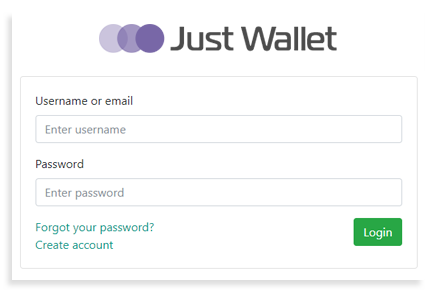 Just Wallet
Username or email
Enter username
Password
Enter password
Forgot your password?
Login
Create account